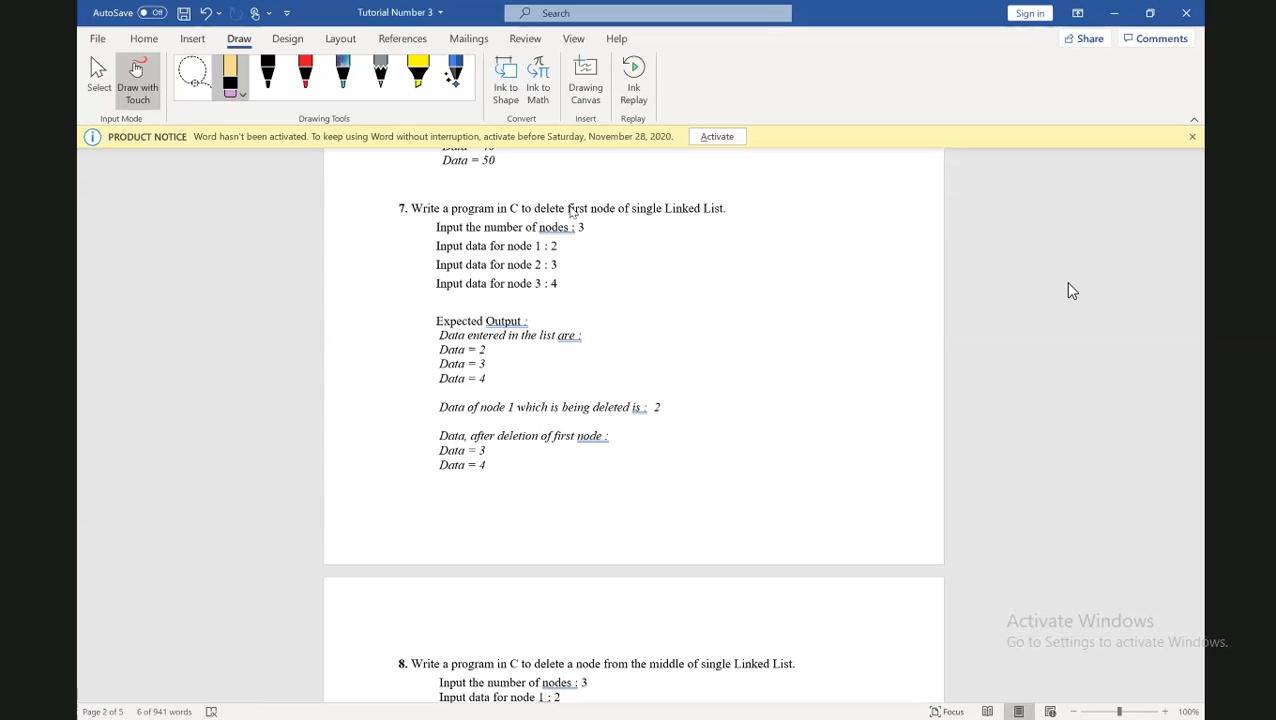 AutoSave Off Tutorial Number 3 Search Sign in
File Home Insert Draw Design Layout References Mailings Review View Help Share Comments
Select Draw with Touch Ink to Shape Ink to Math Drawing Canvas Ink Replay
Input Mode Drawing Tools Convert Insert Replay
PRODUCT NOTICE Word hasn't been activated. To keep using Word without interruption, activate before Saturday, November 28, 2020. Activate
Data = 50
7. Write a program in C to delete first node of single Linked List.
Input the number of nodes : 3
Input data for node 1 : 2
Input data for node 2 : 3
Input data for node 3 : 4
Expected Output :
Data entered in the list are :
Data = 2
Data = 3
Data = 4
Data of node 1 which is being deleted is : 2
Data, after deletion of first node :
Data = 3
Data = 4
Activate Windows
Go to Settings to activate Windows.
8. Write a program in C to delete a node from the middle of single Linked List.
Input the number of nodes : 3
Input data for node 1 : 2
Page 2 of 5 6 of 941 words Focus 100%